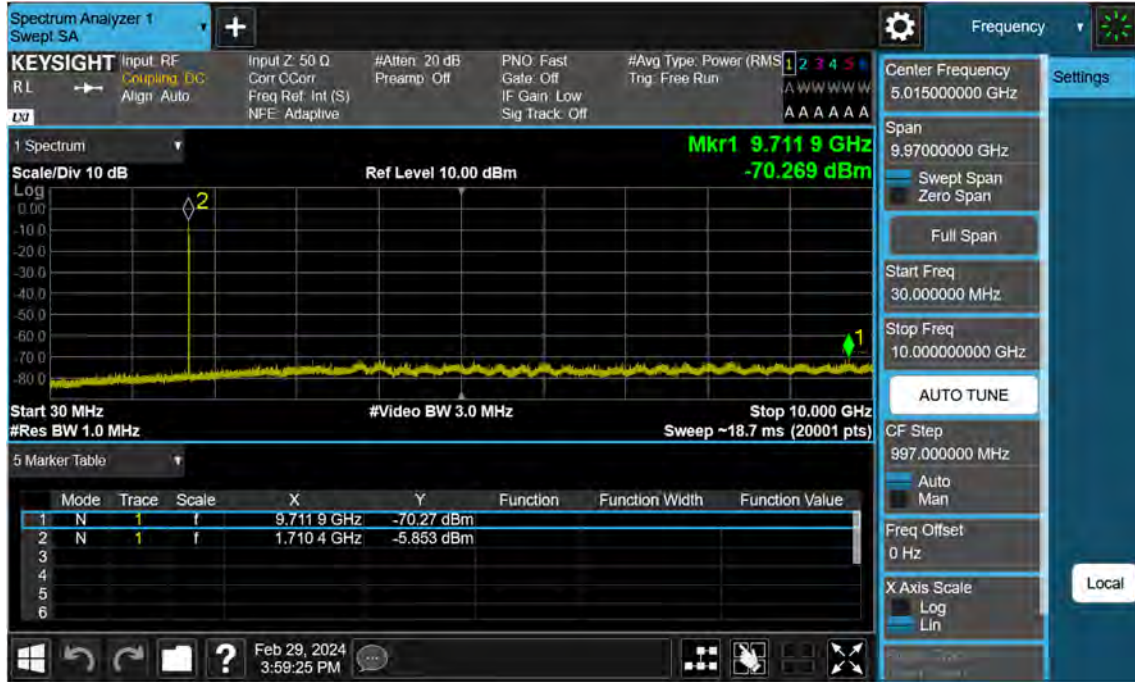 Spectrum Analyzer 1
Swept SA
+
Frequency
KEYSIGHT
RL
LXI
Input: RF
Coupling: DC
Align: Auto
Input Z: 50 Ω
Corr CCorr
Freq Ref: Int (S)
NFE: Adaptive
#Atten: 20 dB
Preamp: Off
PNO: Fast
Gate: Off
IF Gain: Low
Sig Track: Off
#Avg Type: Power (RMS
Trig: Free Run
1 2 3 4 5 6
A W W W W W
A A A A A A
1 Spectrum
Scale/Div 10 dB
Ref Level 10.00 dBm
Mkr1 9.711 9 GHz
-70.269 dBm
Log
0.00
-10.0
-20.0
-30.0
-40.0
-50.0
-60.0
-70.0
-80.0
2
1
Start 30 MHz
#Video BW 3.0 MHz
Stop 10.000 GHz
#Res BW 1.0 MHz
Sweep ~18.7 ms (20001 pts)
5 Marker Table
Mode Trace Scale X Y Function Function Width Function Value
1 N 1 f 9.711 9 GHz -70.27 dBm
2 N 1 f 1.710 4 GHz -5.853 dBm
3
4
5
6
Feb 29, 2024
3:59:25 PM
?
Center Frequency
5.015000000 GHz
Span
9.97000000 GHz
Swept Span
Zero Span
Full Span
Start Freq
30.000000 MHz
Stop Freq
10.000000000 GHz
AUTO TUNE
CF Step
997.000000 MHz
Auto
Man
Freq Offset
0 Hz
X Axis Scale
Log
Lin
Settings
Local